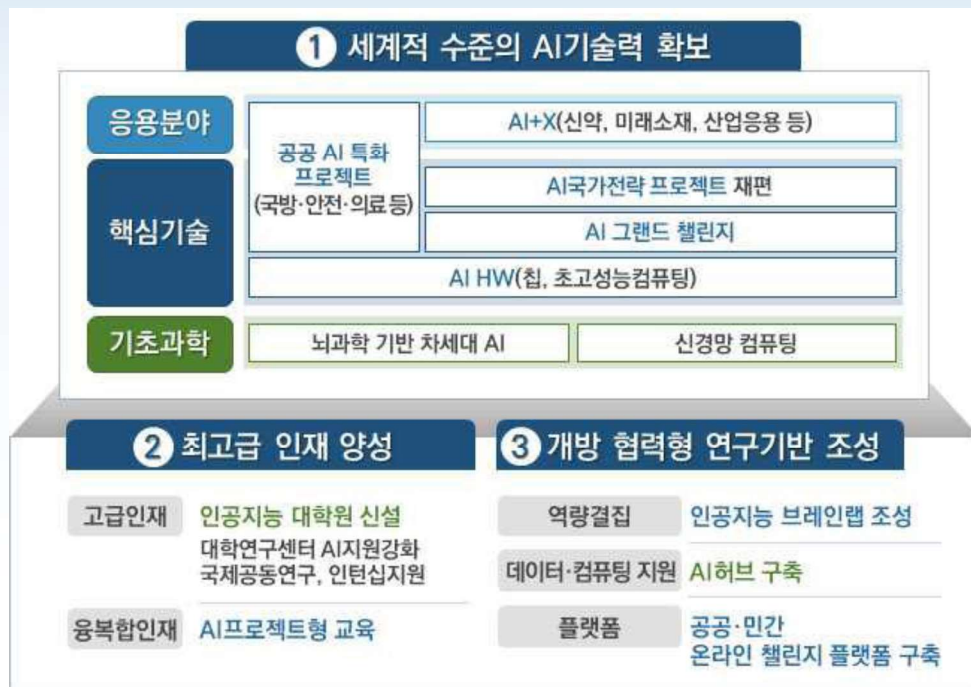 1 세계적 수준의 AI기술력 확보
응용분야
공공 AI 특화
프로젝트
(국방·안전·의료 등)
AI+X(신약, 미래소재, 산업응용 등)
핵심기술
AI국가전략 프로젝트 재편
AI 그랜드 챌린지
AI HW(칩, 초고성능컴퓨팅)
기초과학
뇌과학 기반 차세대 AI
신경망 컴퓨팅
2 최고급 인재 양성
고급인재
인공지능 대학원 신설
대학연구센터 AI지원강화
국제공동연구, 인턴십지원
융복합인재
AI프로젝트형 교육
3 개방 협력형 연구기반 조성
역량결집
인공지능 브레인랩 조성
데이터·컴퓨팅 지원
AI허브 구축
플랫폼
공공·민간
온라인 챌린지 플랫폼 구축